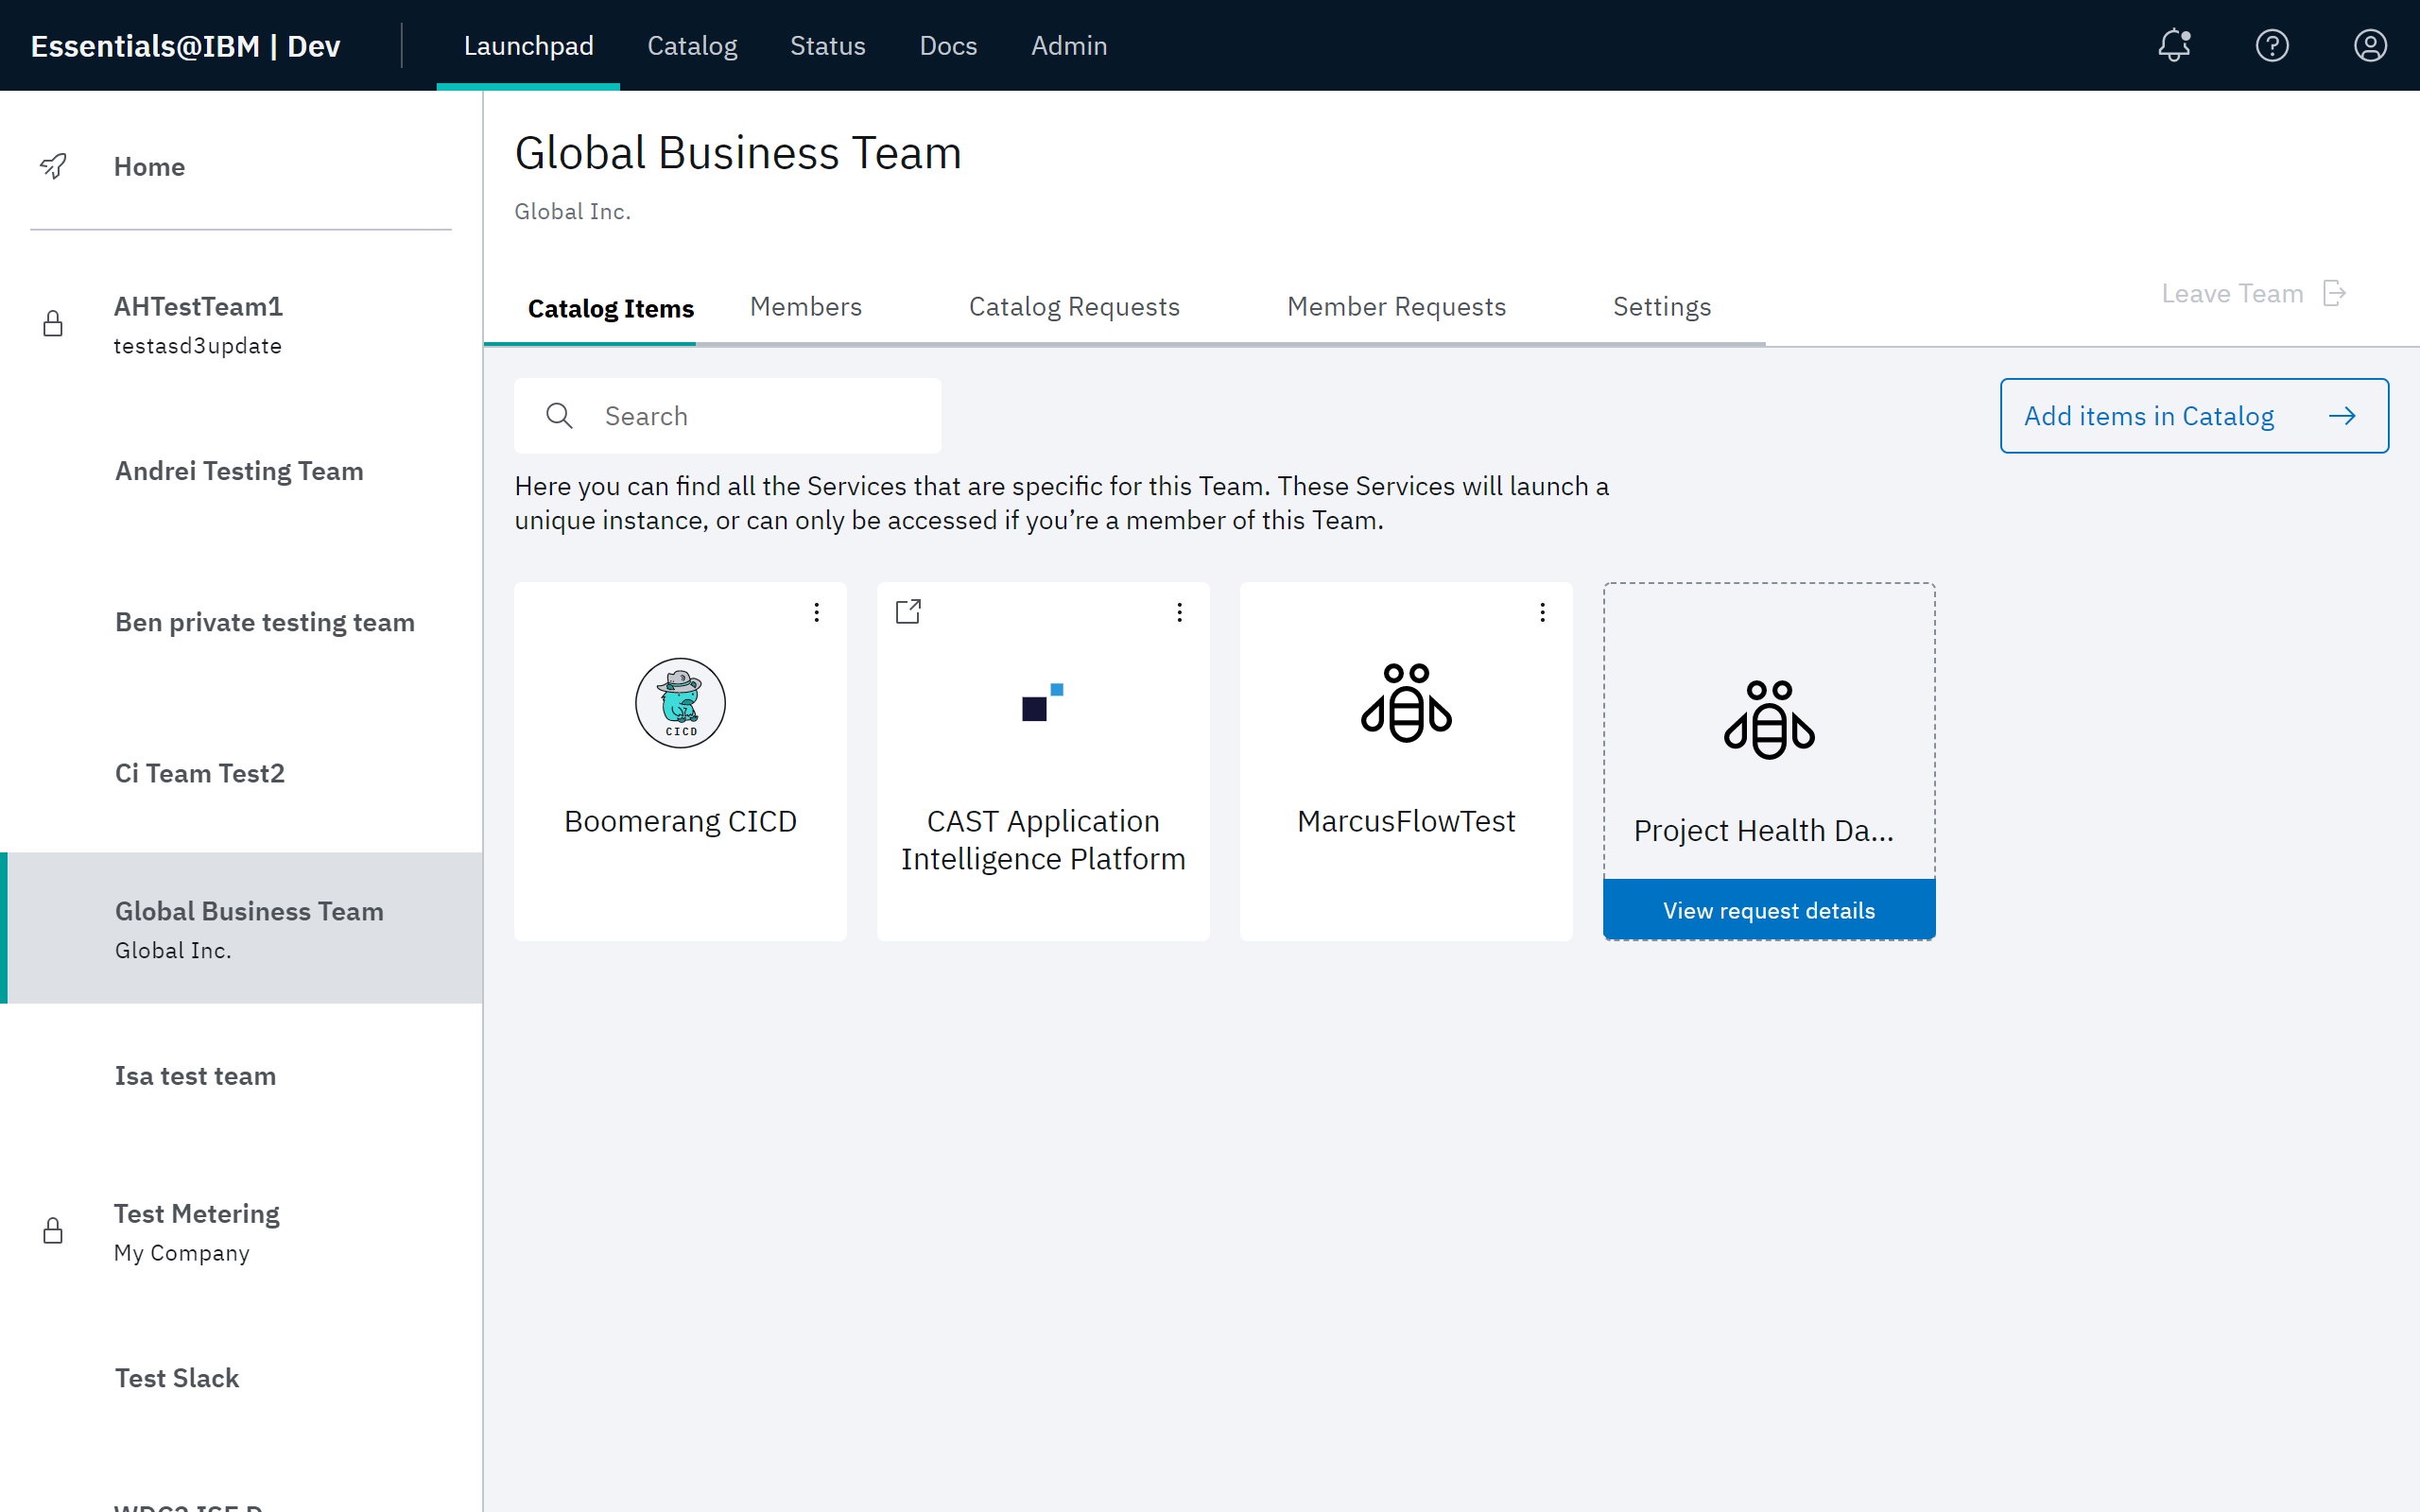 Essentials@IBM | Dev
Launchpad
Catalog
Status
Docs
Admin
Home
AHTestTeam1
testasd3update
Andrei Testing Team
Ben private testing team
Ci Team Test2
Global Business Team
Global Inc.
Isa test team
Test Metering
My Company
Test Slack
Global Business Team
Global Inc.
Catalog Items
Members
Catalog Requests
Member Requests
Settings
Leave Team
Search
Add items in Catalog
Here you can find all the Services that are specific for this Team. These Services will launch a
unique instance, or can only be accessed if you’re a member of this Team.
CICD
Boomerang CICD
CAST Application
Intelligence Platform
MarcusFlowTest
Project Health Da...
View request details